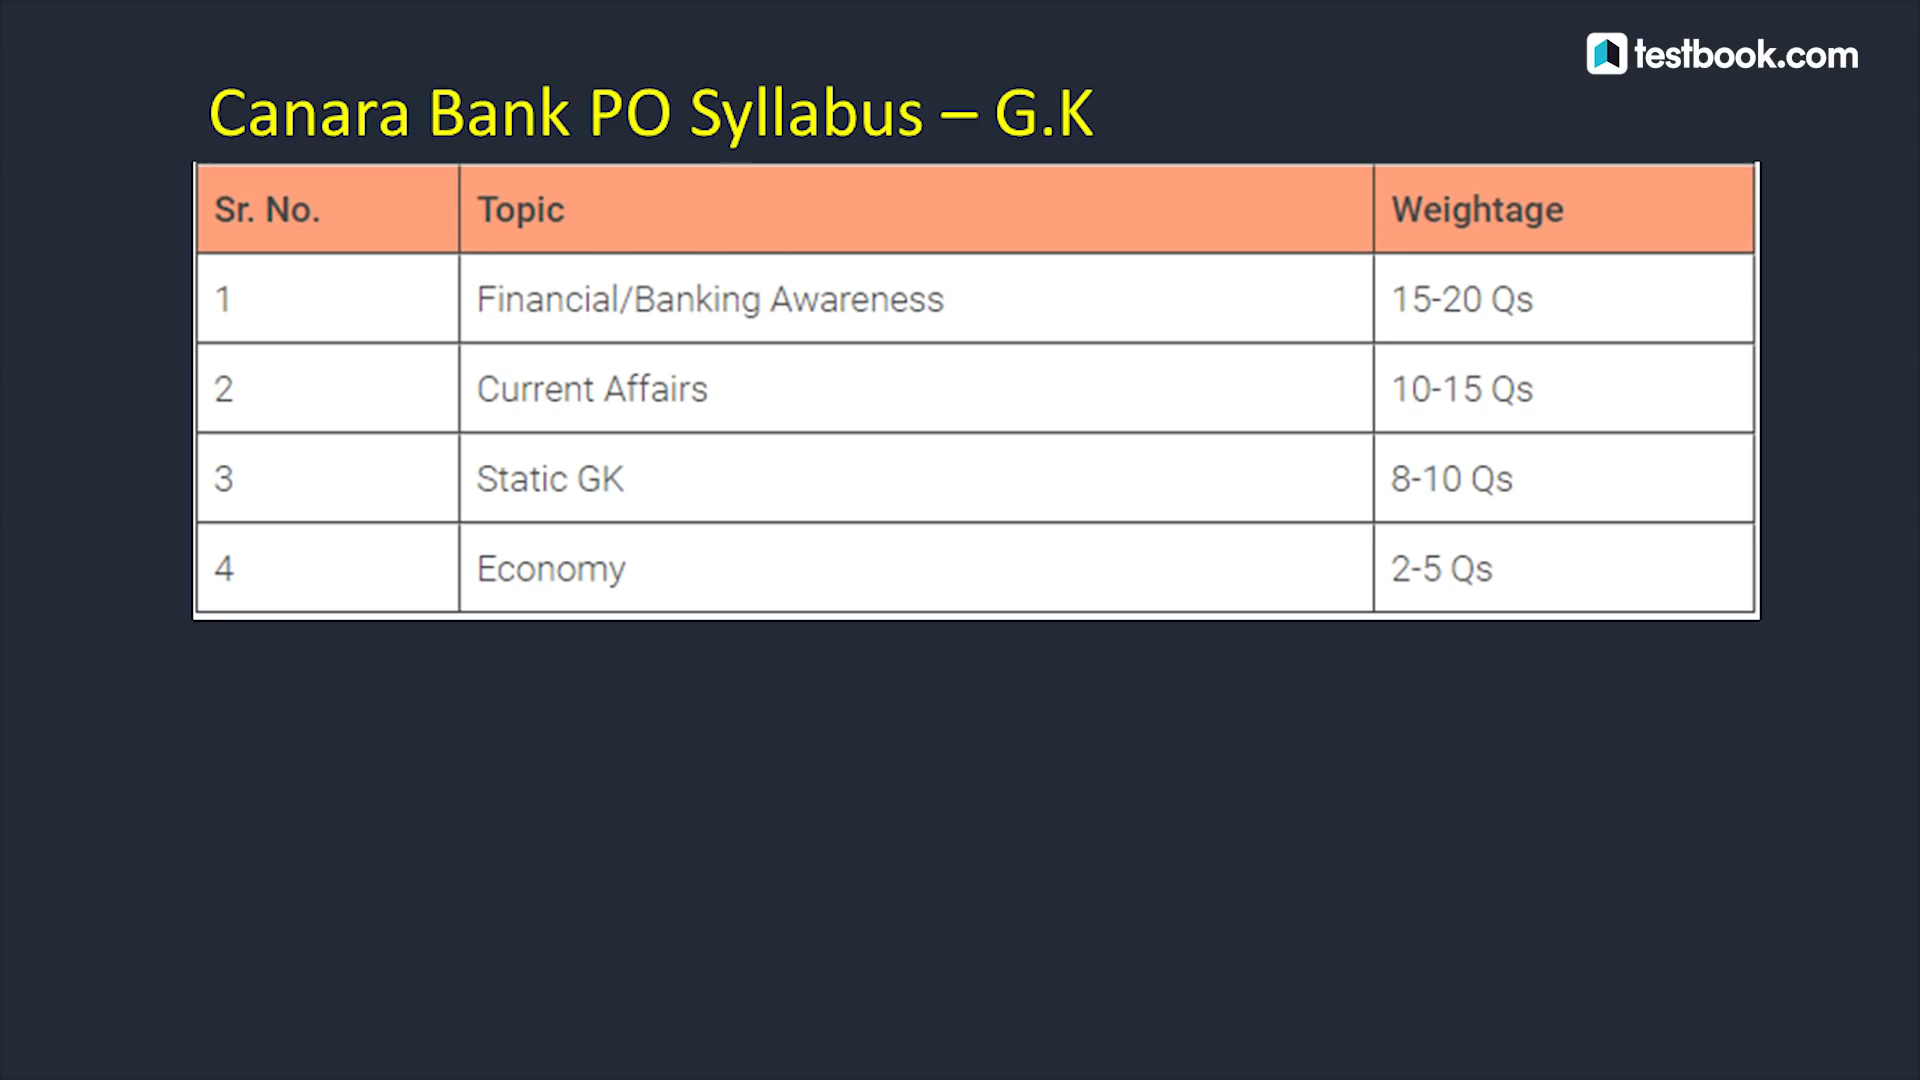 testbook.com
Canara Bank PO Syllabus – G.K
Sr. No. Topic Weightage
1 Financial/Banking Awareness 15-20 Qs
2 Current Affairs 10-15 Qs
3 Static GK 8-10 Qs
4 Economy 2-5 Qs